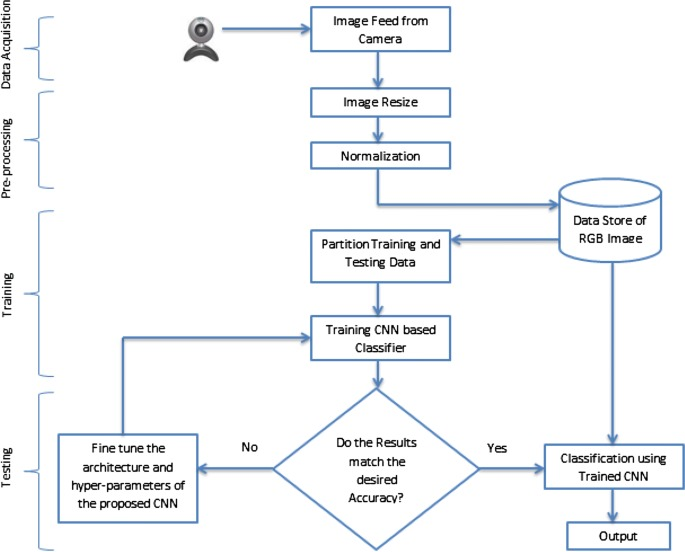 Data Acquisition
Image Feed from
Camera
Pre-processing
Image Resize
Normalization
Data Store of
RGB Image
Training
Partition Training and
Testing Data
Training CNN based
Classifier
Testing
Fine tune the
architecture and
hyper-parameters of
the proposed CNN
No
Do the Results
match the
desired
Accuracy?
Yes
Classification using
Trained CNN
Output